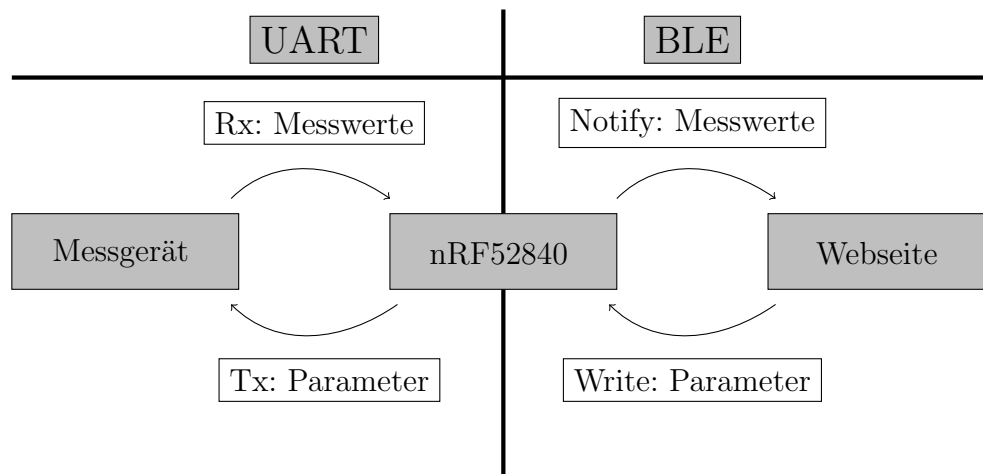 UART
BLE
Rx: Messwerte
Notify: Messwerte
Messgerät
nRF52840
Webseite
Tx: Parameter
Write: Parameter